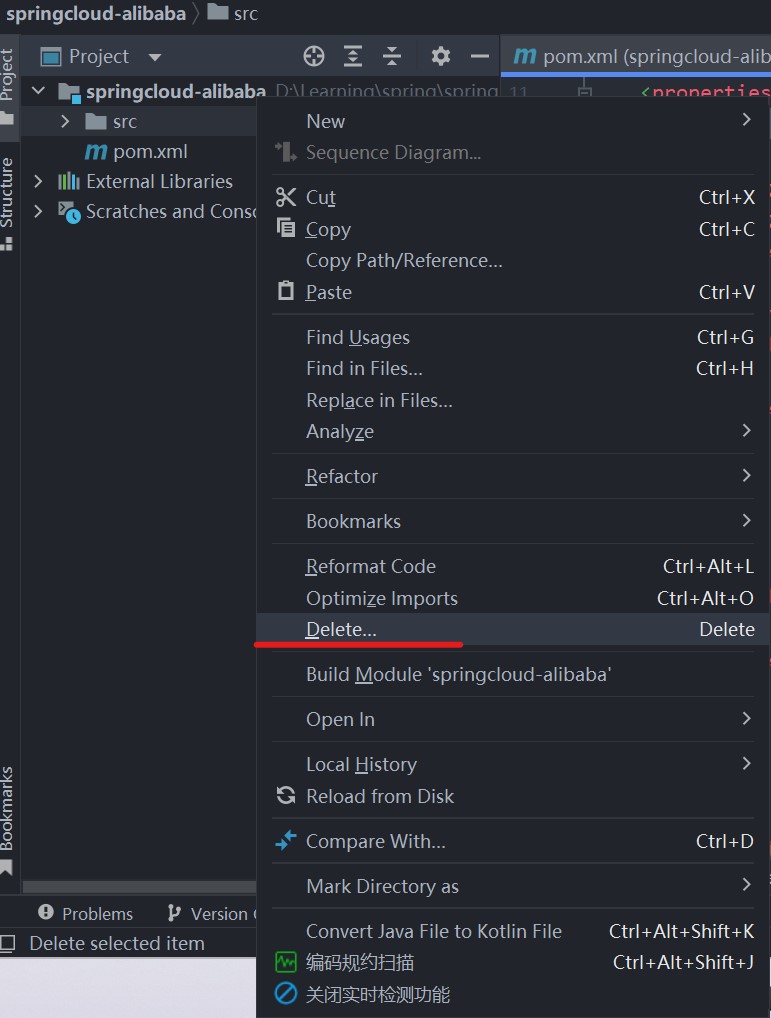 springcloud-alibaba src
Project
pom.xml (springcloud-alib
springcloud-alibaba D:\Learning\spring\spring
11 <properties
src
pom.xml
External Libraries
Scratches and Conso
Project
Structure
Bookmarks
New
Sequence Diagram...
Cut Ctrl+X
Copy Ctrl+C
Copy Path/Reference...
Paste Ctrl+V
Find Usages Ctrl+G
Find in Files... Ctrl+H
Replace in Files...
Analyze
Refactor
Bookmarks
Reformat Code Ctrl+Alt+L
Optimize Imports Ctrl+Alt+O
Delete... Delete
Build Module 'springcloud-alibaba'
Open In
Local History
Reload from Disk
Compare With... Ctrl+D
Mark Directory as
Convert Java File to Kotlin File Ctrl+Alt+Shift+K
编码规约扫描 Ctrl+Alt+Shift+J
关闭实时检测功能
Problems Version
Delete selected item